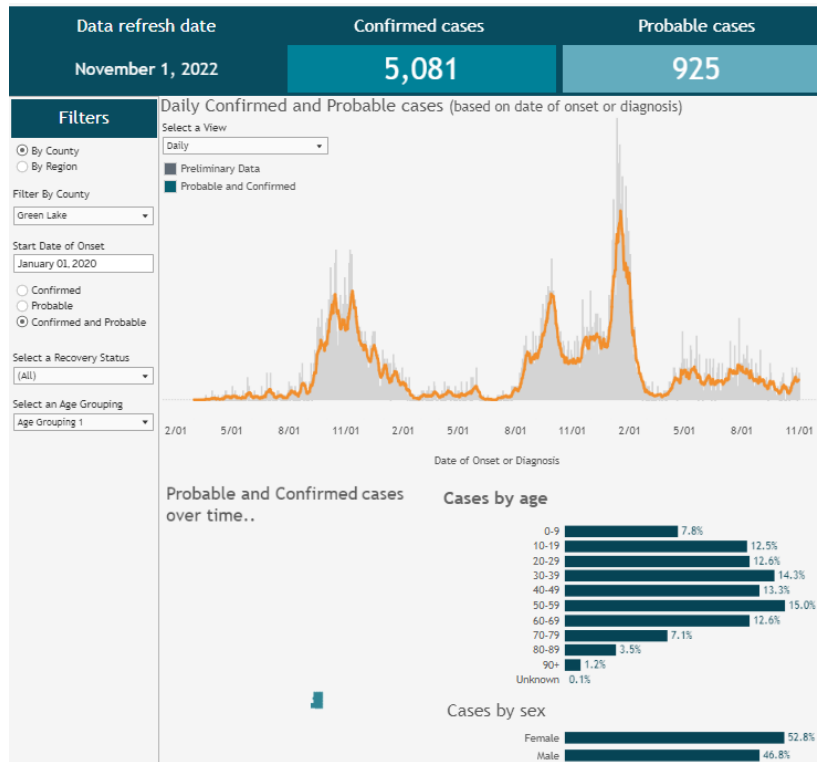 Data refresh date
Confirmed cases
Probable cases
November 1, 2022
5,081
925
Filters
By County
By Region
Filter By County
Green Lake
Start Date of Onset
January 01, 2020
Confirmed
Probable
Confirmed and Probable
Select a Recovery Status
(All)
Select an Age Grouping
Age Grouping 1
Daily Confirmed and Probable cases (based on date of onset or diagnosis)
Select a View
Daily
Preliminary Data
Probable and Confirmed
2/01 5/01 8/01 11/01 2/01 5/01 8/01 11/01 2/01 5/01 8/01 11/01
Date of Onset or Diagnosis
Probable and Confirmed cases
over time..
Cases by age
0-9 7.8%
10-19 12.5%
20-29 12.6%
30-39 14.3%
40-49 13.3%
50-59 15.0%
60-69 12.6%
70-79 7.1%
80-89 3.5%
90+ 1.2%
Unknown 0.1%
Cases by sex
Female 52.8%
Male 46.8%